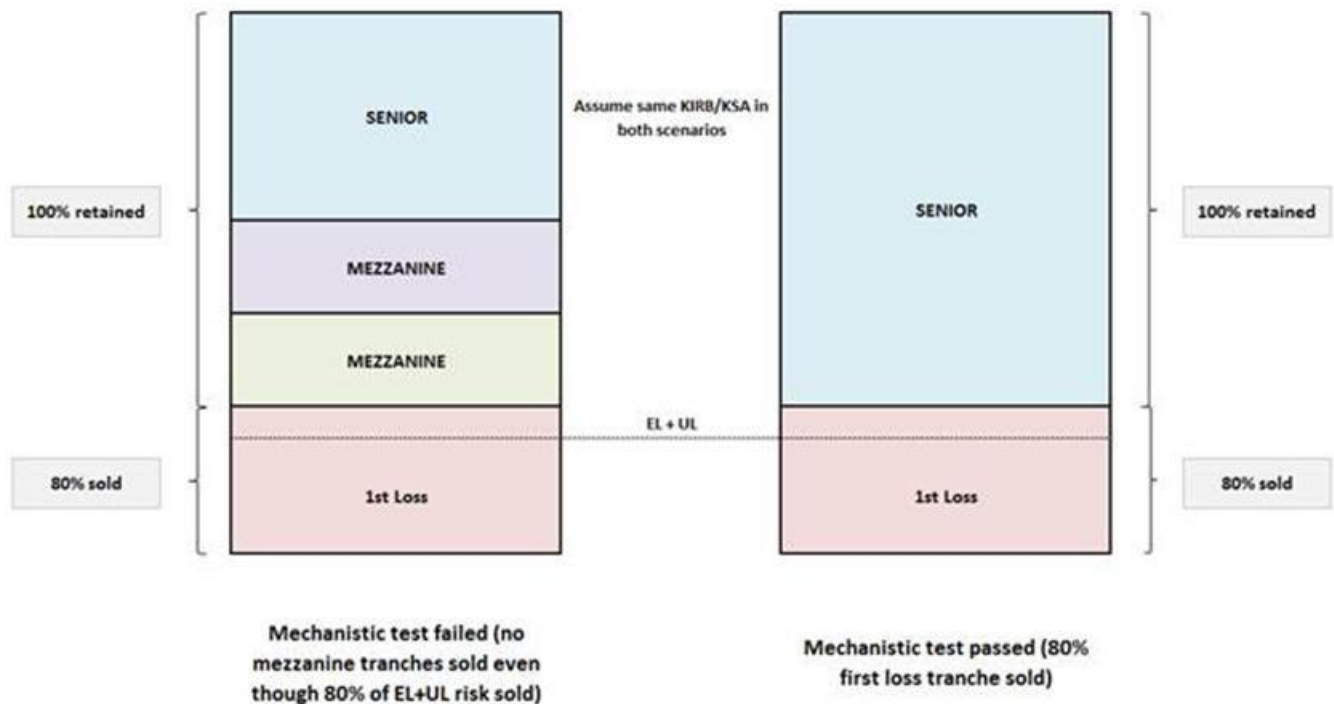 SENIOR
Assume same KIRB/KSA in
both scenarios
100% retained
SENIOR
100% retained
MEZZANINE
MEZZANINE
EL + UL
80% sold
1st Loss
1st Loss
80% sold
Mechanistic test failed (no
mezzanine tranches sold even
though 80% of EL+UL risk sold)
Mechanistic test passed (80%
first loss tranche sold)